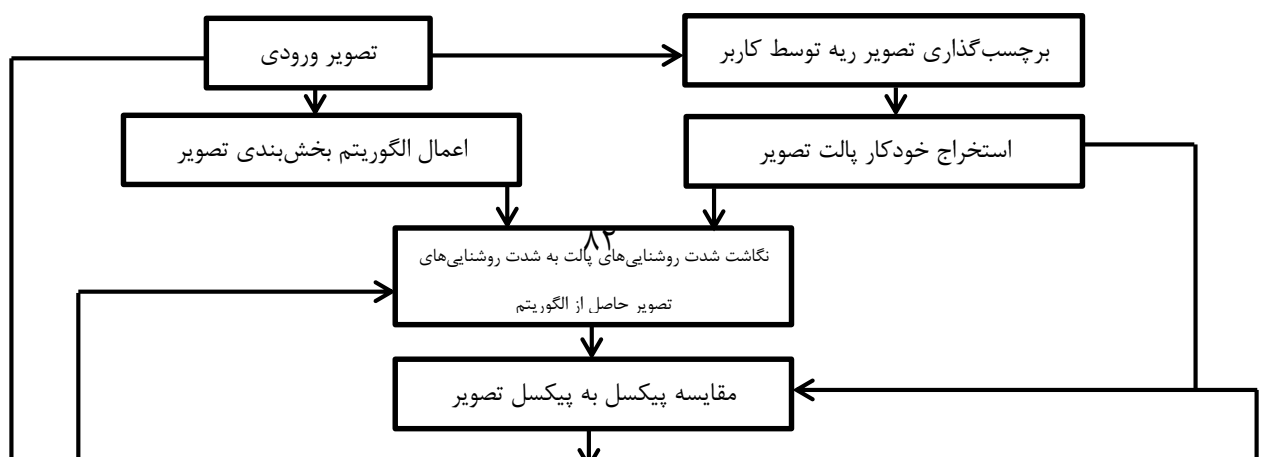 تصویر ورودی
برچسب‌گذاری تصویر ریه توسط کاربر
اعمال الگوریتم بخش‌بندی تصویر
استخراج خودکار پالت تصویر
۸۲
نگاشت شدت روشنایی‌های پالت به شدت روشنایی‌های
تصویر حاصل از الگوریتم
مقایسه پیکسل به پیکسل تصویر